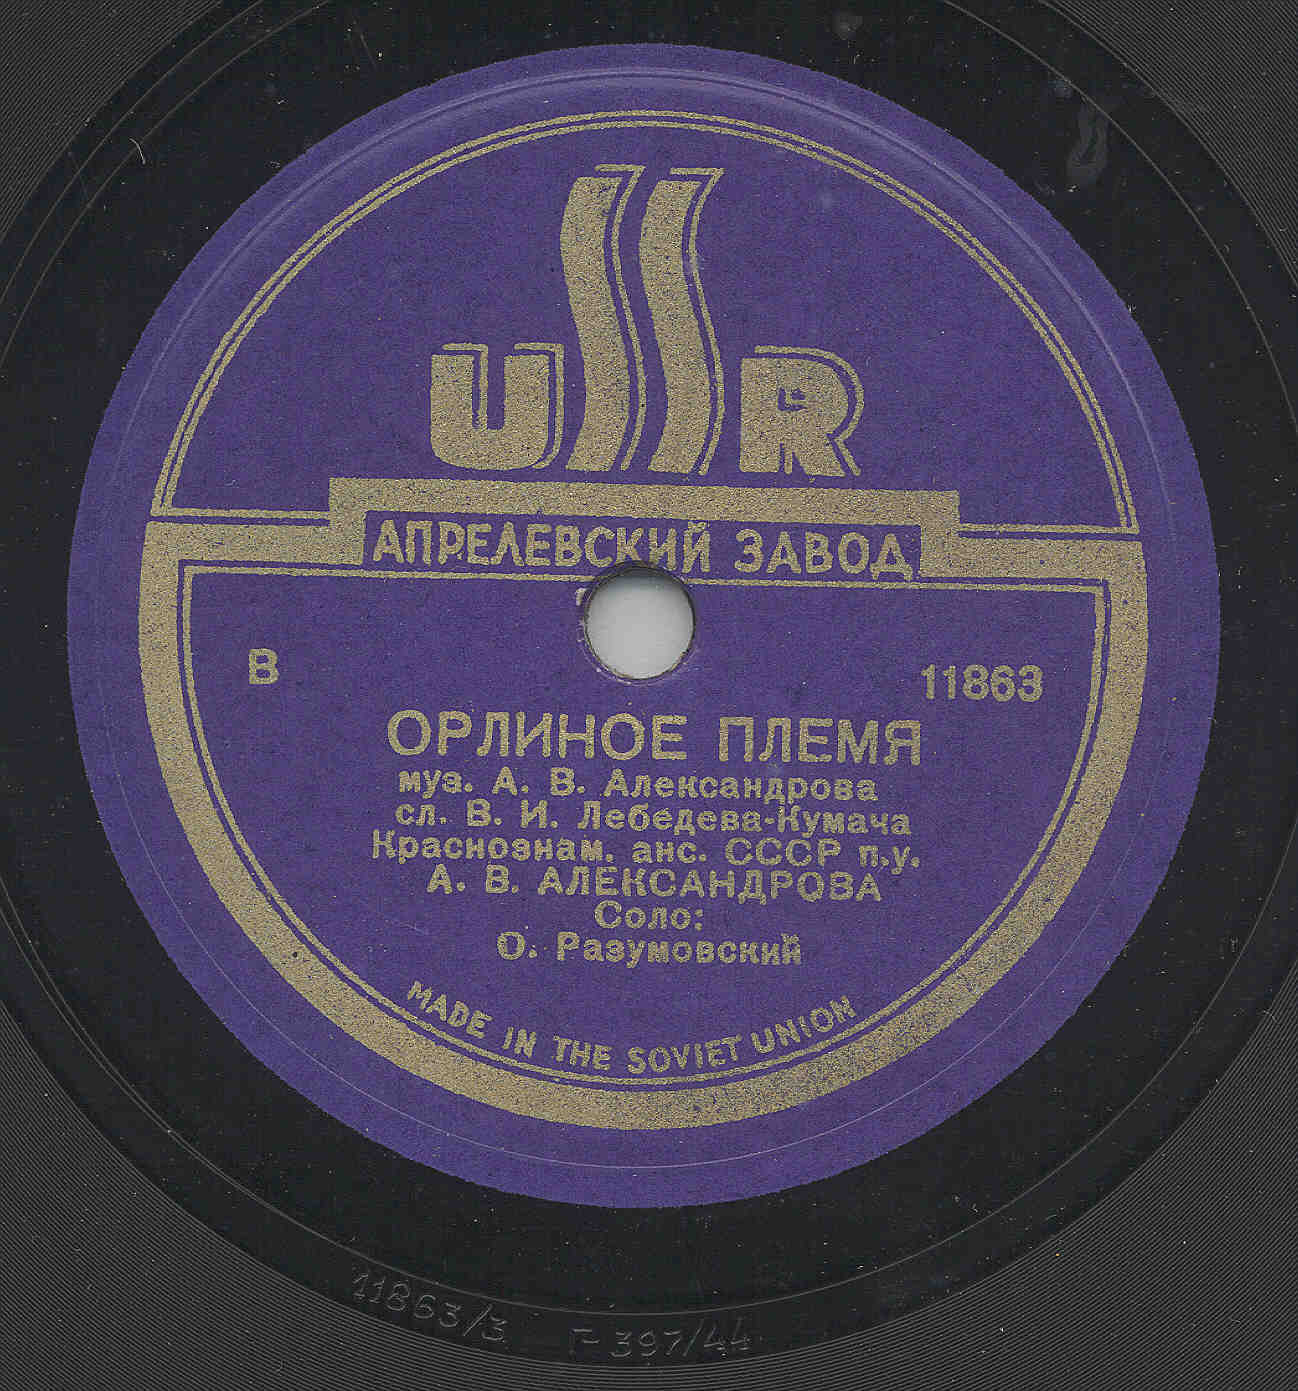 USSR
АПРЕЛЕВСКИЙ ЗАВОД
В 11863
ОРЛИНОЕ ПЛЕМЯ
муз. А. В. Александрова
сл. В. И. Лебедева-Кумача
Краснознам. анс. СССР п.у.
А. В. АЛЕКСАНДРОВА
Соло:
О. Разумовский
MADE IN THE SOVIET UNION
11863/3 Г-397/44